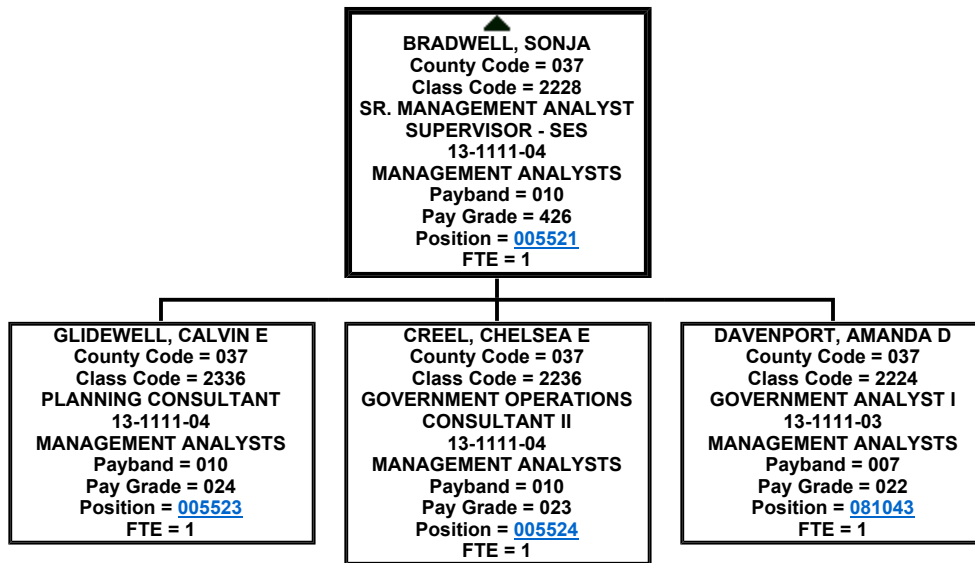 BRADWELL, SONJA
County Code = 037
Class Code = 2228
SR. MANAGEMENT ANALYST
SUPERVISOR - SES
13-1111-04
MANAGEMENT ANALYSTS
Payband = 010
Pay Grade = 426
Position = 005521
FTE = 1
GLIDEWELL, CALVIN E
County Code = 037
Class Code = 2336
PLANNING CONSULTANT
13-1111-04
MANAGEMENT ANALYSTS
Payband = 010
Pay Grade = 024
Position = 005523
FTE = 1
CREEL, CHELSEA E
County Code = 037
Class Code = 2236
GOVERNMENT OPERATIONS
CONSULTANT II
13-1111-04
MANAGEMENT ANALYSTS
Payband = 010
Pay Grade = 023
Position = 005524
FTE = 1
DAVENPORT, AMANDA D
County Code = 037
Class Code = 2224
GOVERNMENT ANALYST I
13-1111-03
MANAGEMENT ANALYSTS
Payband = 007
Pay Grade = 022
Position = 081043
FTE = 1